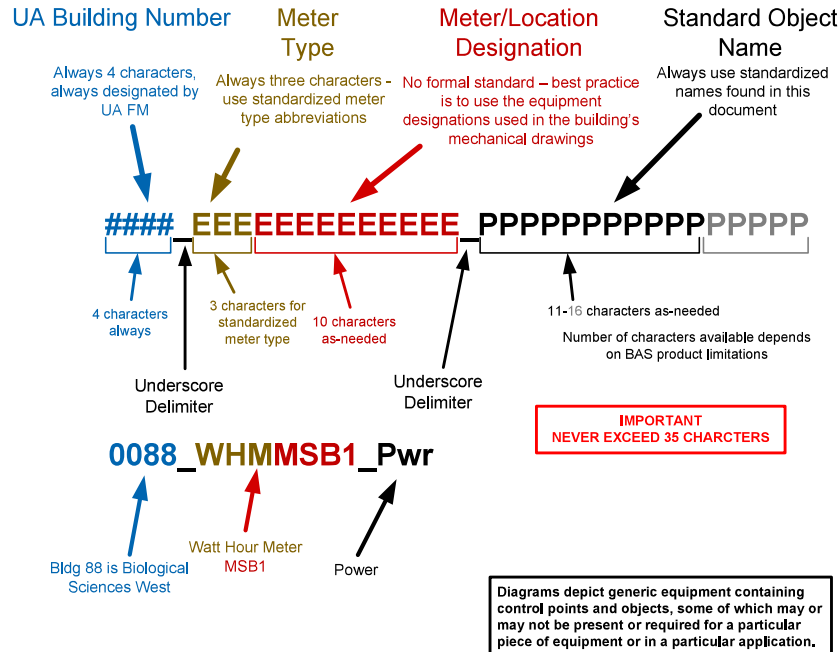 UA Building Number
Always 4 characters,
always designated by
UA FM
Meter
Type
Always three characters -
use standardized meter
type abbreviations
Meter/Location
Designation
No formal standard – best practice
is to use the equipment
designations used in the building's
mechanical drawings
Standard Object
Name
Always use standardized
names found in this
document
####_EEEEEEEEEEEEE_PPPPPPPPPPPPPPPP
4 characters
always
3 characters for
standardized
meter type
10 characters
as-needed
11-16 characters as-needed
Number of characters available depends
on BAS product limitations
Underscore
Delimiter
Underscore
Delimiter
IMPORTANT
NEVER EXCEED 35 CHARCTERS
0088_WHMMSB1_Pwr
Bldg 88 is Biological
Sciences West
Watt Hour Meter
MSB1
Power
Diagrams depict generic equipment containing
control points and objects, some of which may or
may not be present or required for a particular
piece of equipment or in a particular application.